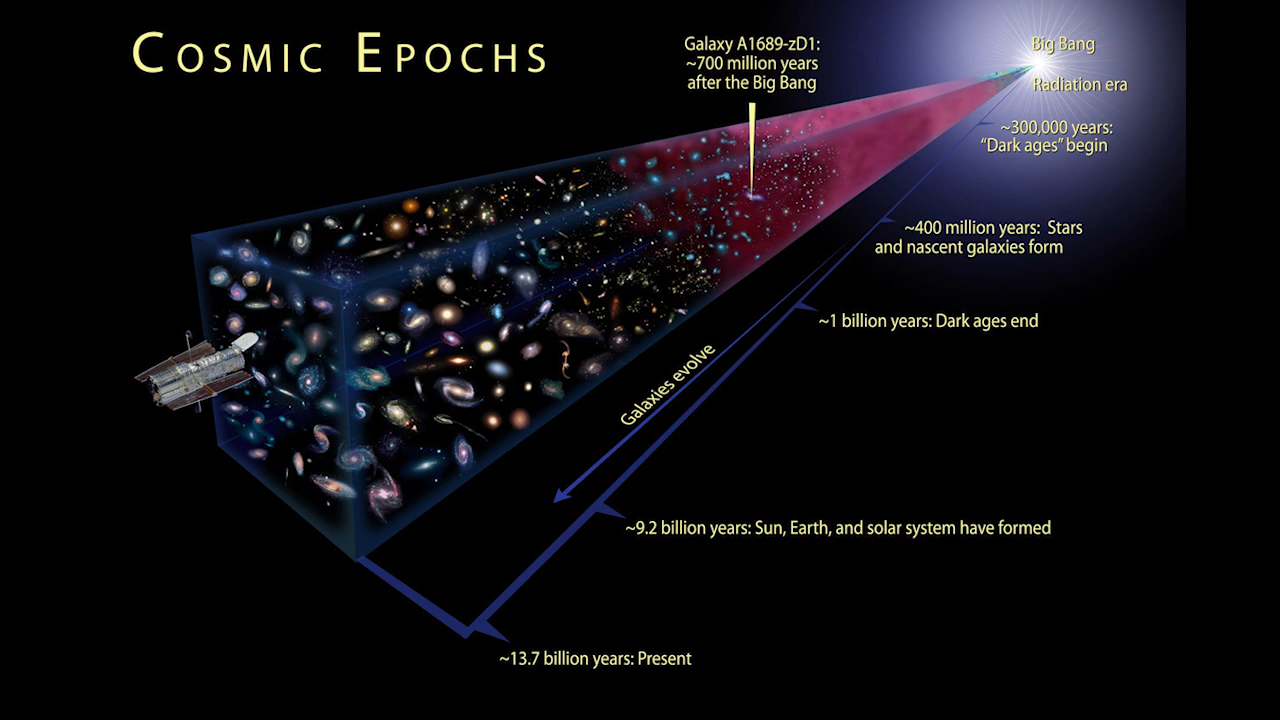 COSMIC EPOCHS
Galaxy A1689-zD1:
~700 million years
after the Big Bang
Big Bang
Radiation era
~300,000 years:
“Dark ages” begin
~400 million years: Stars
and nascent galaxies form
~1 billion years: Dark ages end
Galaxies evolve
~9.2 billion years: Sun, Earth, and solar system have formed
~13.7 billion years: Present